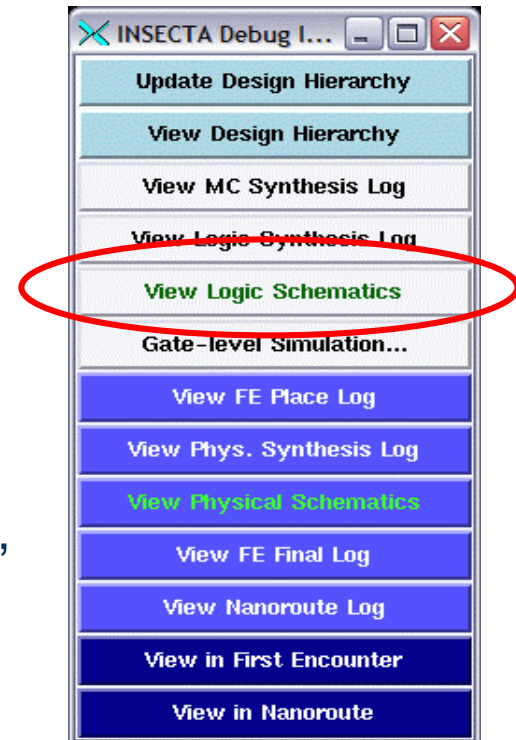 INSECTA Debug I...
Update Design Hierarchy
View Design Hierarchy
View MC Synthesis Log
View Logic Synthesis Log
View Logic Schematics
Gate-level Simulation...
View FE Place Log
View Phys. Synthesis Log
View Physical Schematics
,
View FE Final Log
View Nanoroute Log
View in First Encounter
View in Nanoroute